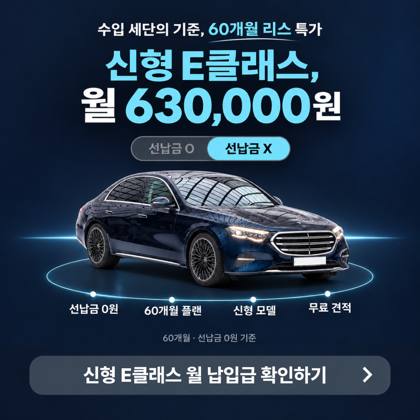 수입 세단의 기준, 60개월 리스 특가
신형 E클래스,
월 630,000원
선납금 O 선납금 X
선납금 0원 60개월 플랜 신형 모델 무료 견적
60개월 · 선납금 0원 기준
신형 E클래스 월 납입금 확인하기